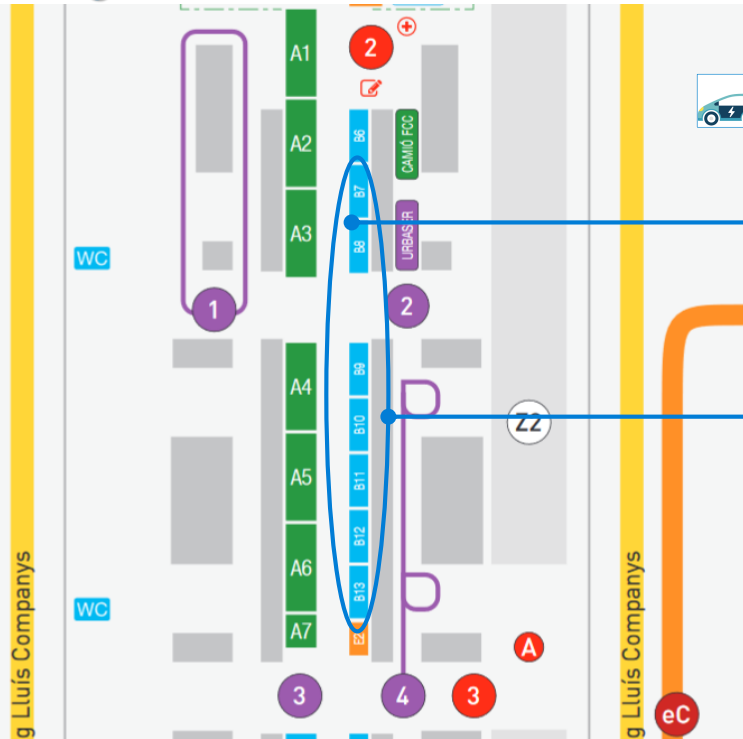 A1
2
A2
B6
CAMIÓ FCC
B7
A3
B8
URBASER
WC
1
2
A4
B9
B10
Z2
A5
B11
A6
B12
B13
WC
A7
A
g Lluís Companys
g Lluís Companys
3
4
3
eC